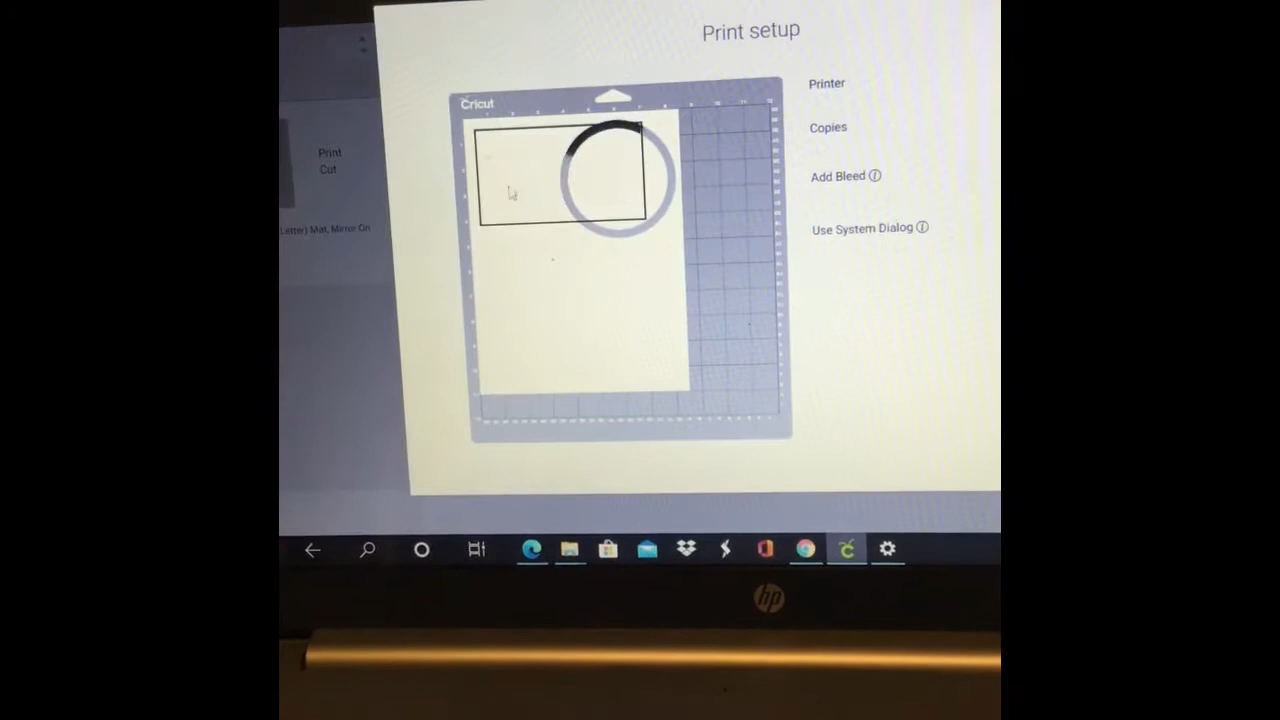 Print setup
Cricut
Printer
Copies
Print
Cut
Add Bleed
Letter) Mat, Mirror On
Use System Dialog
hp